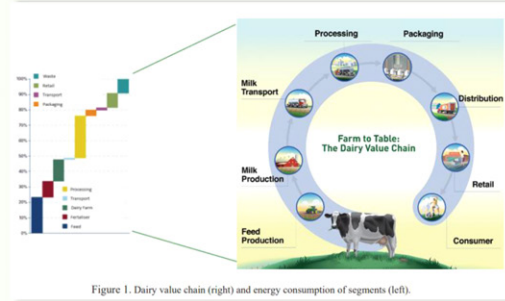 Processing
Packaging
Milk
Transport
Distribution
Farm to Table:
The Dairy Value Chain
Milk
Production
Retail
Feed
Production
Consumer
100%
90%
80%
70%
60%
50%
40%
30%
20%
10%
0%
Waste
Retail
Transport
Packaging
Processing
Transport
Dairy Farm
Fertalizer
Feed
Figure 1. Dairy value chain (right) and energy consumption of segments (left).